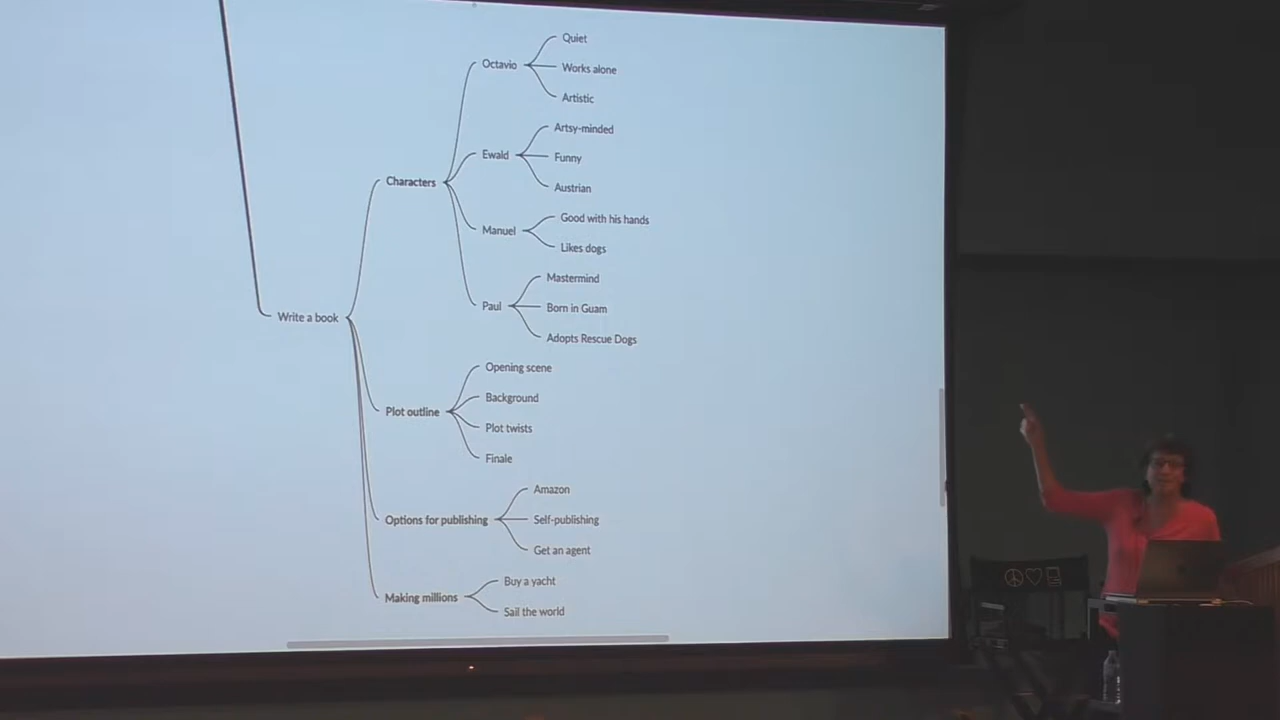 Quiet
Octavio
Works alone
Artistic
Artsy-minded
Ewald
Funny
Austrian
Characters
Good with his hands
Manuel
Likes dogs
Mastermind
Paul
Born in Guam
Adopts Rescue Dogs
Write a book
Opening scene
Background
Plot outline
Plot twists
Finale
Amazon
Options for publishing
Self-publishing
Get an agent
Buy a yacht
Making millions
Sail the world